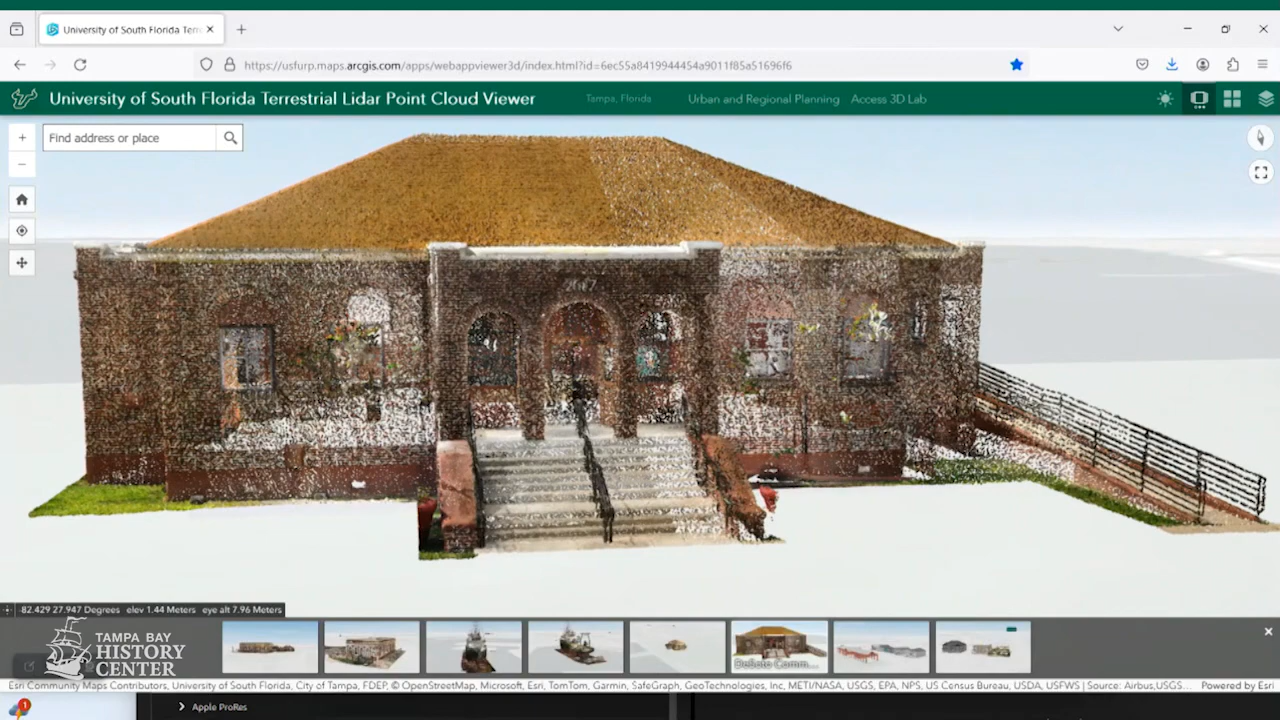 University of South Florida Terr
https://usfurp.maps.arcgis.com/apps/webappviewer3d/index.html?id=6ec55a8419944454a9011f85a51696f6
University of South Florida Terrestrial Lidar Point Cloud Viewer
Tampa, Florida
Urban and Regional Planning
Access 3D Lab
Find address or place
-82.429 27.947 Degrees elev 1.44 Meters eye alt 7.96 Meters
TAMPA BAY
HISTORY
CENTER
DeSoto Comm...
Esri Community Maps Contributors, University of South Florida, City of Tampa, FDEP, © OpenStreetMap, Microsoft, Esri, TomTom, Garmin, SafeGraph, GeoTechnologies, Inc, METI/NASA, USGS, EPA, NPS, US Census Bureau, USDA, USFWS | Source: Airbus,USGS...
Powered by Esri
1
Apple ProRes